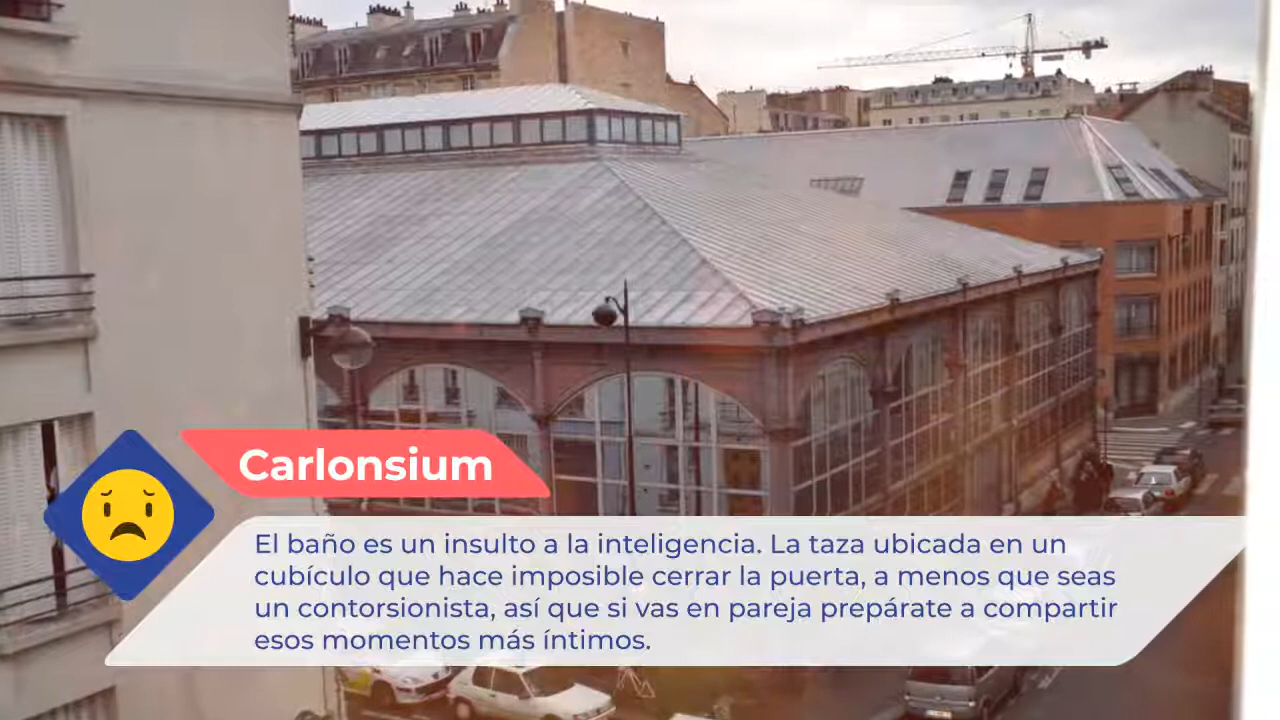 Carlonsium
El baño es un insulto a la inteligencia. La taza ubicada en un
cubículo que hace imposible cerrar la puerta, a menos que seas
un contorsionista, así que si vas en pareja prepárate a compartir
esos momentos más íntimos.